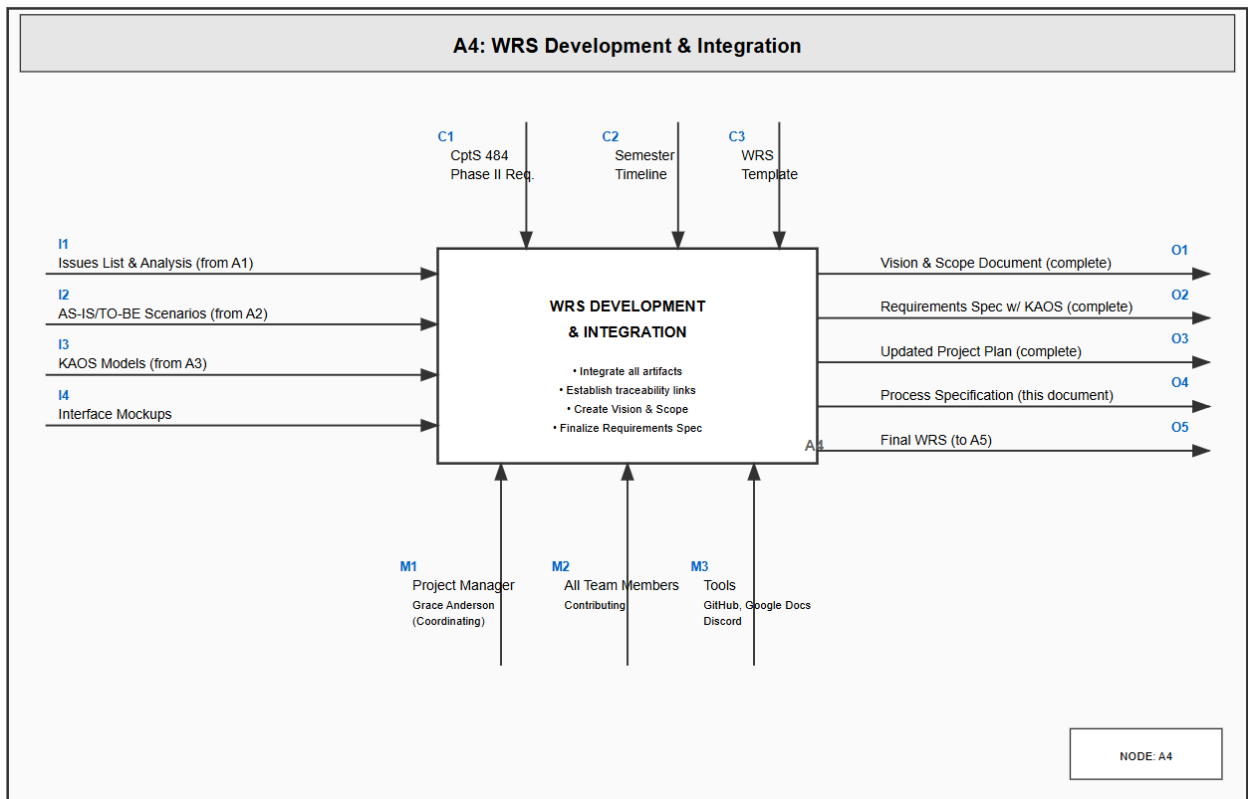 A4: WRS Development & Integration
C1
CptS 484
Phase II Req.
C2
Semester
Timeline
C3
WRS
Template
I1
Issues List & Analysis (from A1)
I2
AS-IS/TO-BE Scenarios (from A2)
I3
KAOS Models (from A3)
I4
Interface Mockups
WRS DEVELOPMENT
& INTEGRATION
• Integrate all artifacts
• Establish traceability links
• Create Vision & Scope
• Finalize Requirements Spec
A4
O1
Vision & Scope Document (complete)
O2
Requirements Spec w/ KAOS (complete)
O3
Updated Project Plan (complete)
O4
Process Specification (this document)
O5
Final WRS (to A5)
M1
Project Manager
Grace Anderson
(Coordinating)
M2
All Team Members
Contributing
M3
Tools
GitHub, Google Docs
Discord
NODE: A4